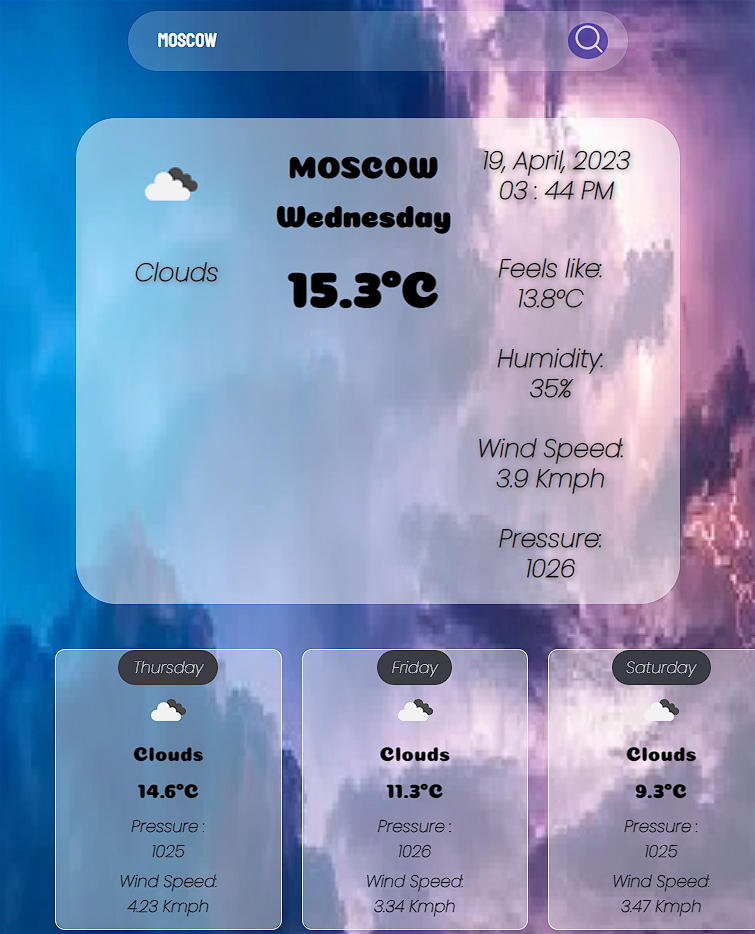 MOSCOW
Clouds
MOSCOW
Wednesday
15.3°C
19, April, 2023
03 : 44 PM
Feels like:
13.8°C
Humidity:
35%
Wind Speed:
3.9 Kmph
Pressure:
1026
Thursday
Clouds
14.6°C
Pressure :
1025
Wind Speed:
4.23 Kmph
Friday
Clouds
11.3°C
Pressure :
1026
Wind Speed:
3.34 Kmph
Saturday
Clouds
9.3°C
Pressure :
1025
Wind Speed:
3.47 Kmph